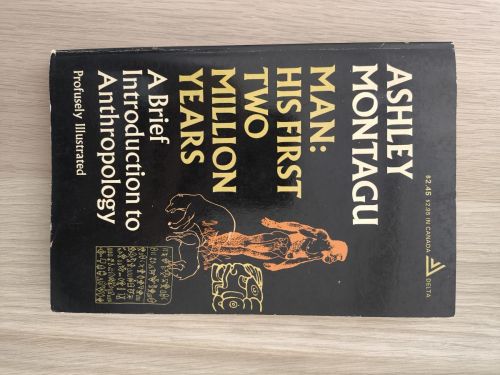 $2.45 $2.95 IN CANADA
DELTA
ASHLEY
MONTAGU
MAN:
HIS FIRST
TWO
MILLION
YEARS
A Brief
Introduction to
Anthropology
Profusely Illustrated